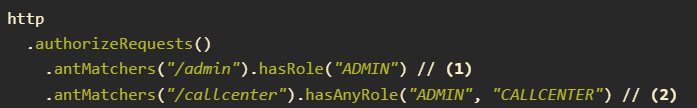 http
.authorizeRequests()
.antMatchers("/admin").hasRole("ADMIN") // (1)
.antMatchers("/callcenter").hasAnyRole("ADMIN", "CALLCENTER") // (2)